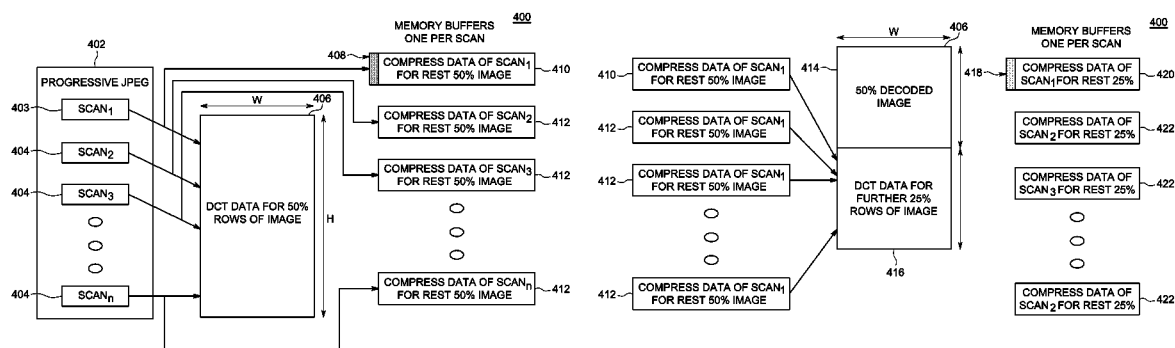 MEMORY BUFFERS
ONE PER SCAN
400
402
PROGRESSIVE JPEG
403
SCAN1
404
SCAN2
404
SCAN3
404
SCANn
W
406
DCT DATA FOR 50%
ROWS OF IMAGE
H
408
COMPRESS DATA OF SCAN1
FOR REST 50% IMAGE
410
COMPRESS DATA OF SCAN2
FOR REST 50% IMAGE
412
COMPRESS DATA OF SCAN3
FOR REST 50% IMAGE
412
COMPRESS DATA OF SCANn
FOR REST 50% IMAGE
412
410
COMPRESS DATA OF SCAN1
FOR REST 50% IMAGE
412
COMPRESS DATA OF SCAN1
FOR REST 50% IMAGE
412
COMPRESS DATA OF SCAN1
FOR REST 50% IMAGE
412
COMPRESS DATA OF SCAN1
FOR REST 50% IMAGE
W
406
414
50% DECODED
IMAGE
DCT DATA FOR
FURTHER 25%
ROWS OF IMAGE
416
MEMORY BUFFERS
ONE PER SCAN
400
418
COMPRESS DATA OF
SCAN1 FOR REST 25%
420
COMPRESS DATA OF
SCAN2 FOR REST 25%
422
COMPRESS DATA OF
SCAN3 FOR REST 25%
422
COMPRESS DATA OF
SCAN2 FOR REST 25%
422